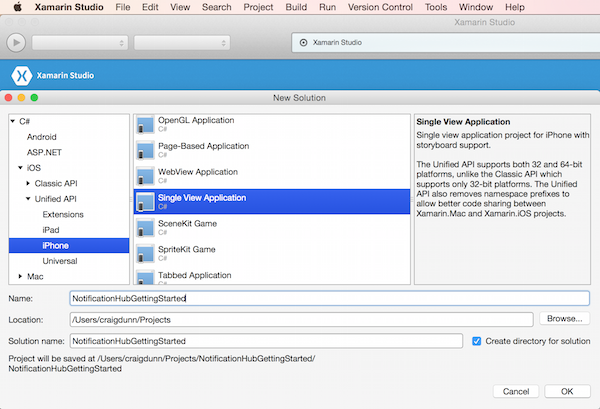 Xamarin Studio File Edit View Search Project Build Run Version Control Tools Window Help
Xamarin Studio
Xamarin Studio
Xamarin Studio
New Solution
C#
Android
ASP.NET
iOS
Classic API
Unified API
Extensions
iPad
iPhone
Universal
Mac
OpenGL Application
C#
Page-Based Application
C#
WebView Application
C#
Single View Application
C#
SceneKit Game
C#
SpriteKit Game
C#
Tabbed Application
C#
Single View Application
Single view application project for iPhone with
storyboard support.
The Unified API supports both 32 and 64-bit
platforms, unlike the Classic API which
supports only 32-bit platforms. The Unified
API also removes namespace prefixes to
allow better code sharing between
Xamarin.Mac and Xamarin.iOS projects.
Name: NotificationHubGettingStarted
Location: /Users/craigdunn/Projects Browse...
Solution name: NotificationHubGettingStarted Create directory for solution
Project will be saved at /Users/craigdunn/Projects/NotificationHubGettingStarted/
NotificationHubGettingStarted
Cancel OK